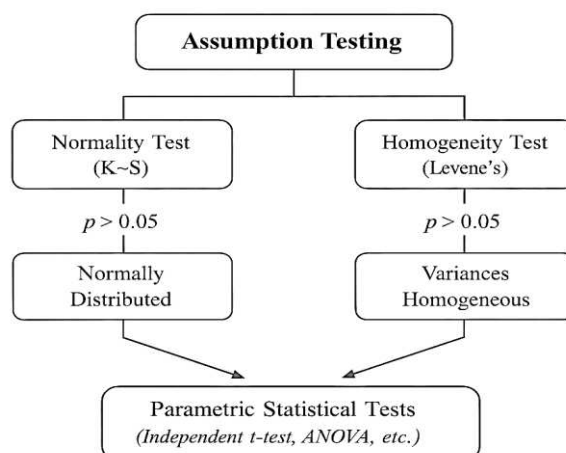 Assumption Testing
Normality Test
(K~S)
Homogeneity Test
(Levene's)
p > 0.05
p > 0.05
Normally
Distributed
Variances
Homogeneous
Parametric Statistical Tests
(Independent t-test, ANOVA, etc.)